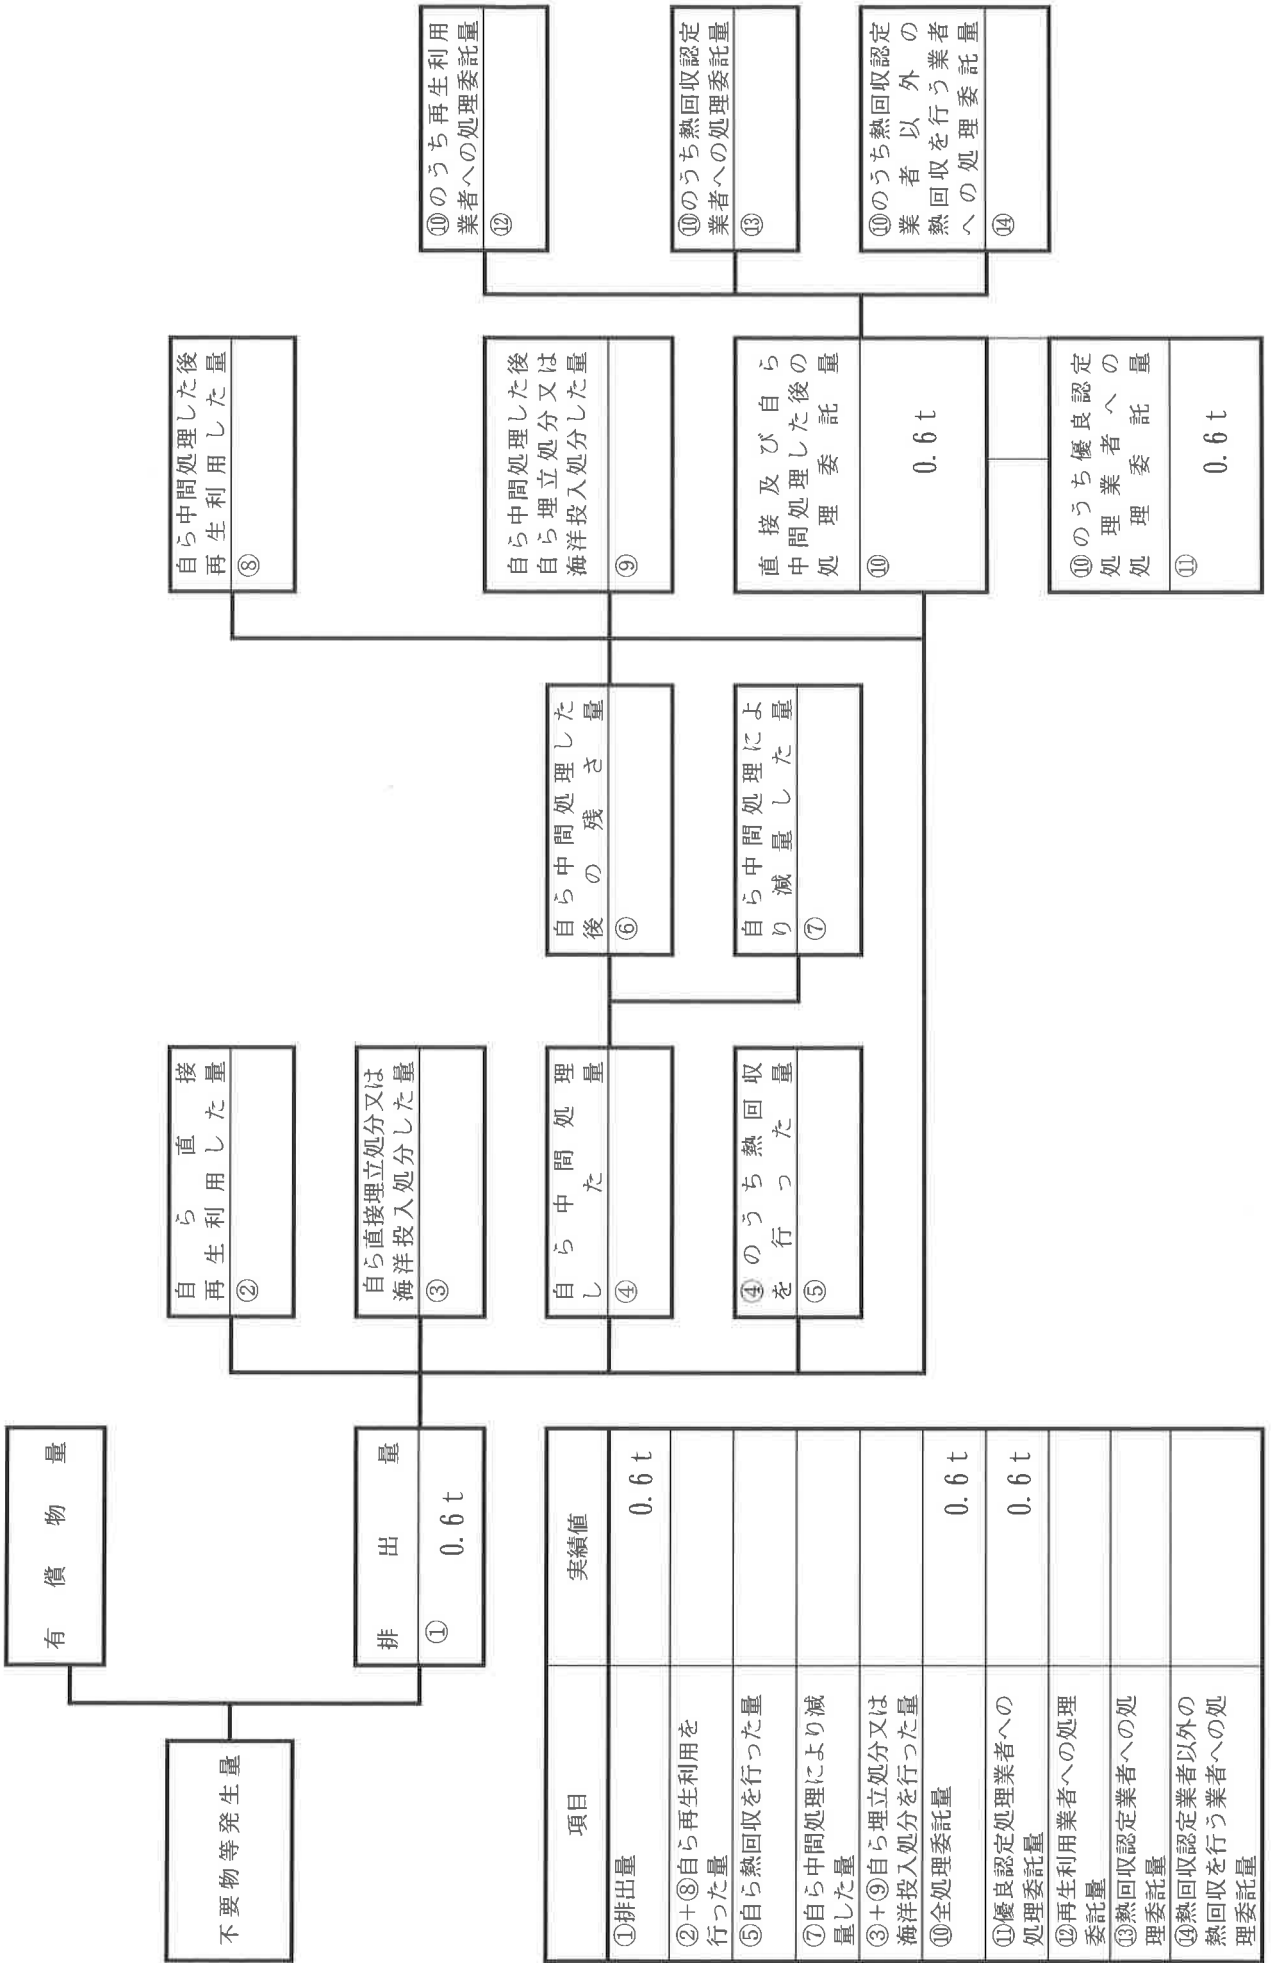 不要物等発生量
有償物量
排出量
① 0.6t
自ら直接
再生利用した量
②
自ら直接埋立処分又は
海洋投入処分した量
③
自ら中間処理
した量
④
④のうち熱回収
を行った量
⑤
自ら中間処理した
後の残さ量
⑥
自ら中間処理によ
り減量した量
⑦
自ら中間処理した後
再生利用した量
⑧
自ら中間処理した後
自ら埋立処分又は
海洋投入処分した量
⑨
直接及び自ら
中間処理した後の
処理委託量
⑩ 0.6t
⑩のうち優良認定
処理業者への
処理委託量
⑪ 0.6t
⑩のうち再生利用
業者への処理委託量
⑫
⑩のうち熱回収認定
業者への処理委託量
⑬
⑩のうち熱回収認定
業者以外の
熱回収を行う業者
への処理委託量
⑭
項目 実績値
①排出量 0.6t
②+⑧自ら再生利用を
行った量
⑤自ら熱回収を行った量
⑦自ら中間処理により減
量した量
③+⑨自ら埋立処分又は
海洋投入処分を行った量
⑩全処理委託量 0.6t
⑪優良認定処理業者への
処理委託量 0.6t
⑫再生利用業者への処理
委託量
⑬熱回収認定業者への処
理委託量
⑭熱回収認定業者以外の
熱回収を行う業者への処
理委託量